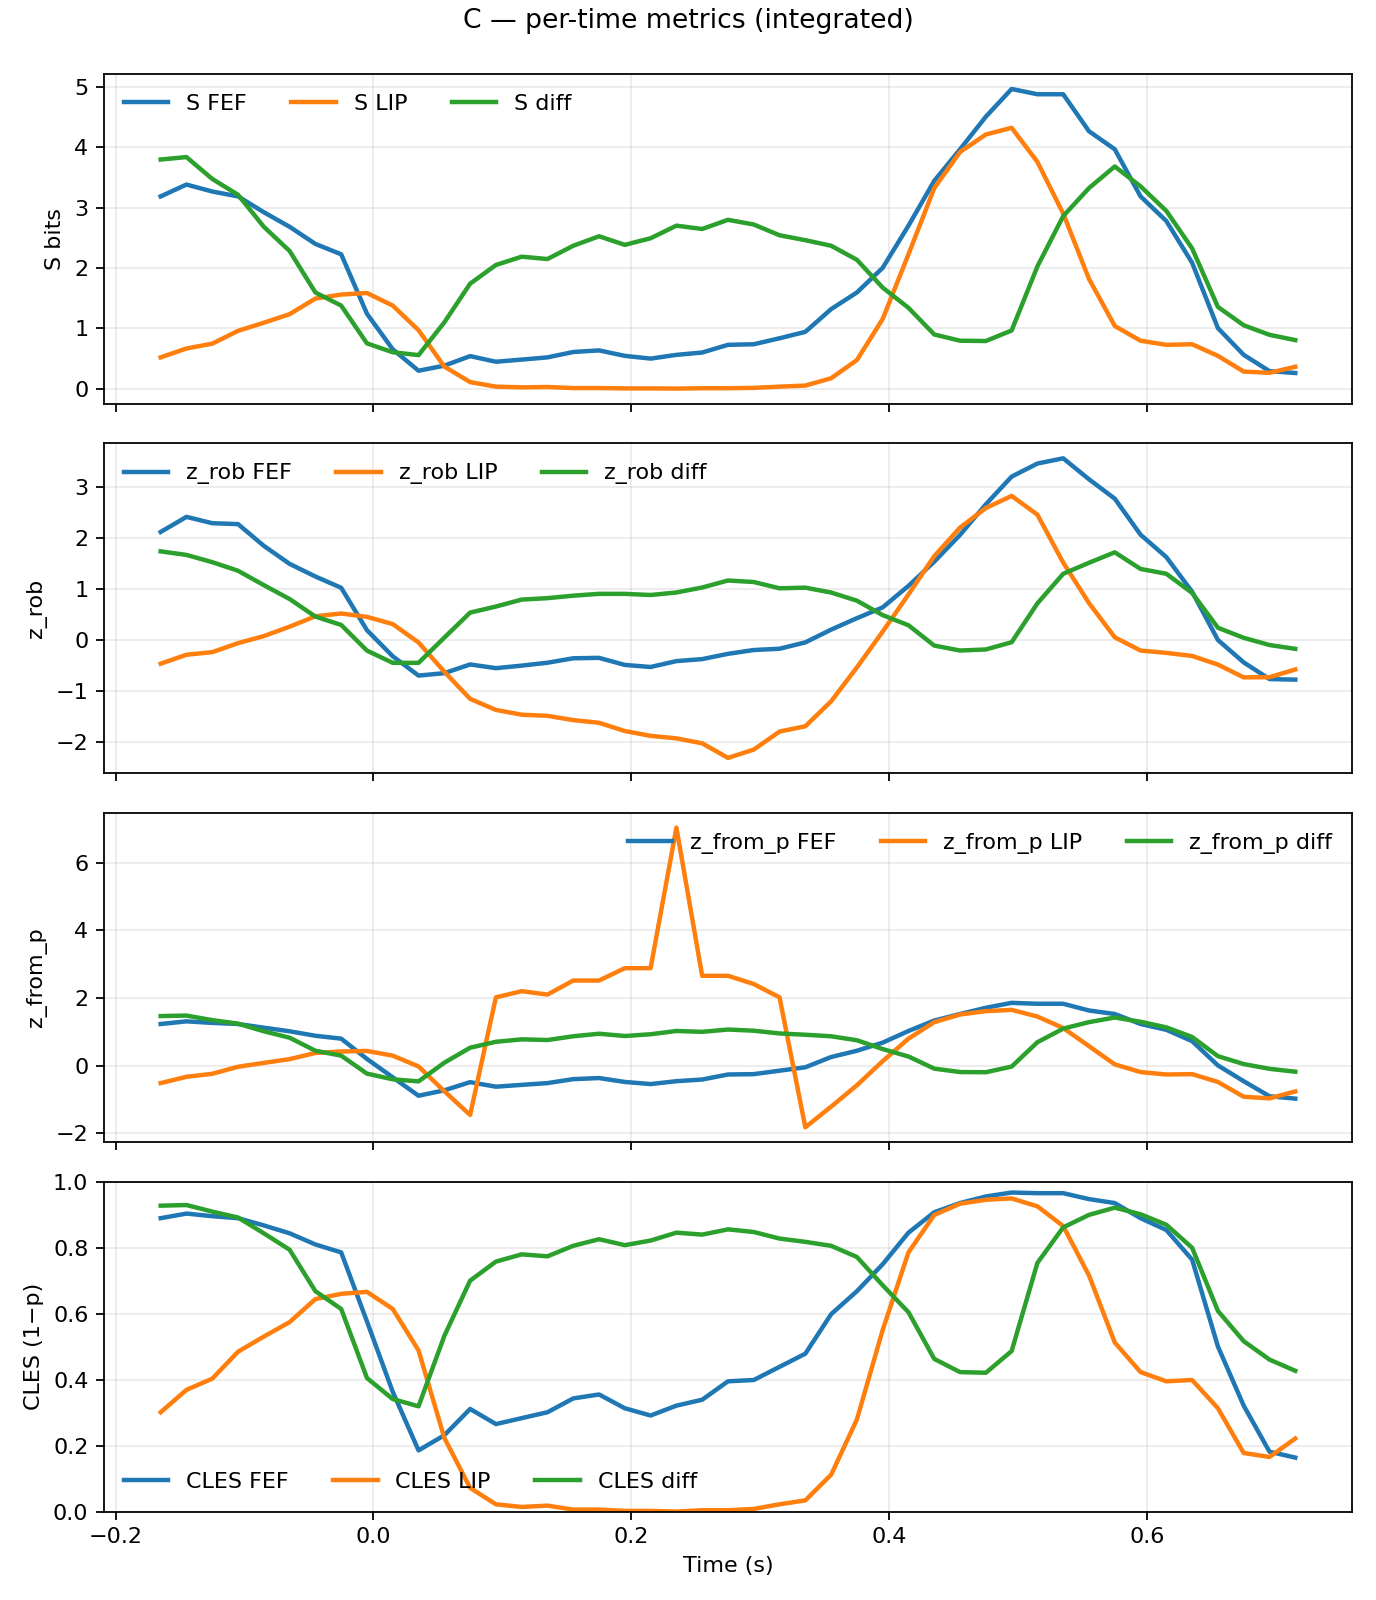 C — per-time metrics (integrated)
S FEF S LIP S diff
5
4
3
2
1
0
S bits
z_rob FEF z_rob LIP z_rob diff
3
2
1
0
−1
−2
z_rob
z_from_p FEF z_from_p LIP z_from_p diff
6
4
2
0
−2
z_from_p
1.0
0.8
0.6
0.4
0.2
0.0
CLES (1−p)
CLES FEF CLES LIP CLES diff
−0.2 0.0 0.2 0.4 0.6
Time (s)